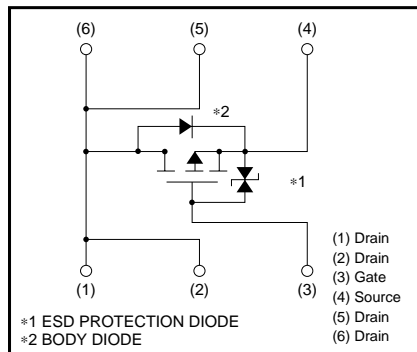 (6) (5) (4)
∗2
∗1
(1) (2) (3)
(1) Drain
(2) Drain
(3) Gate
(4) Source
(5) Drain
(6) Drain
∗1 ESD PROTECTION DIODE
∗2 BODY DIODE